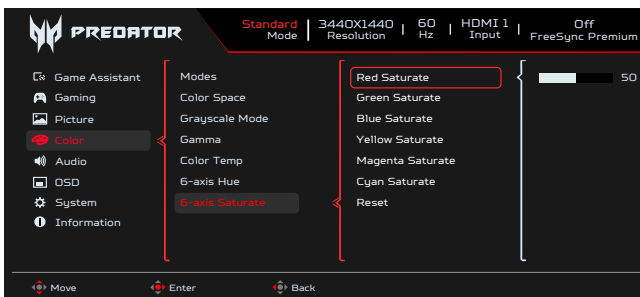 PREDATOR
Standard Mode
3440X1440 Resolution
60 Hz
HDMI 1 Input
Off FreeSync Premium
Game Assistant
Gaming
Picture
Color
Audio
OSD
System
Information
Modes
Color Space
Grayscale Mode
Gamma
Color Temp
6-axis Hue
6-axis Saturate
Red Saturate
Green Saturate
Blue Saturate
Yellow Saturate
Magenta Saturate
Cyan Saturate
Reset
50
Move
Enter
Back